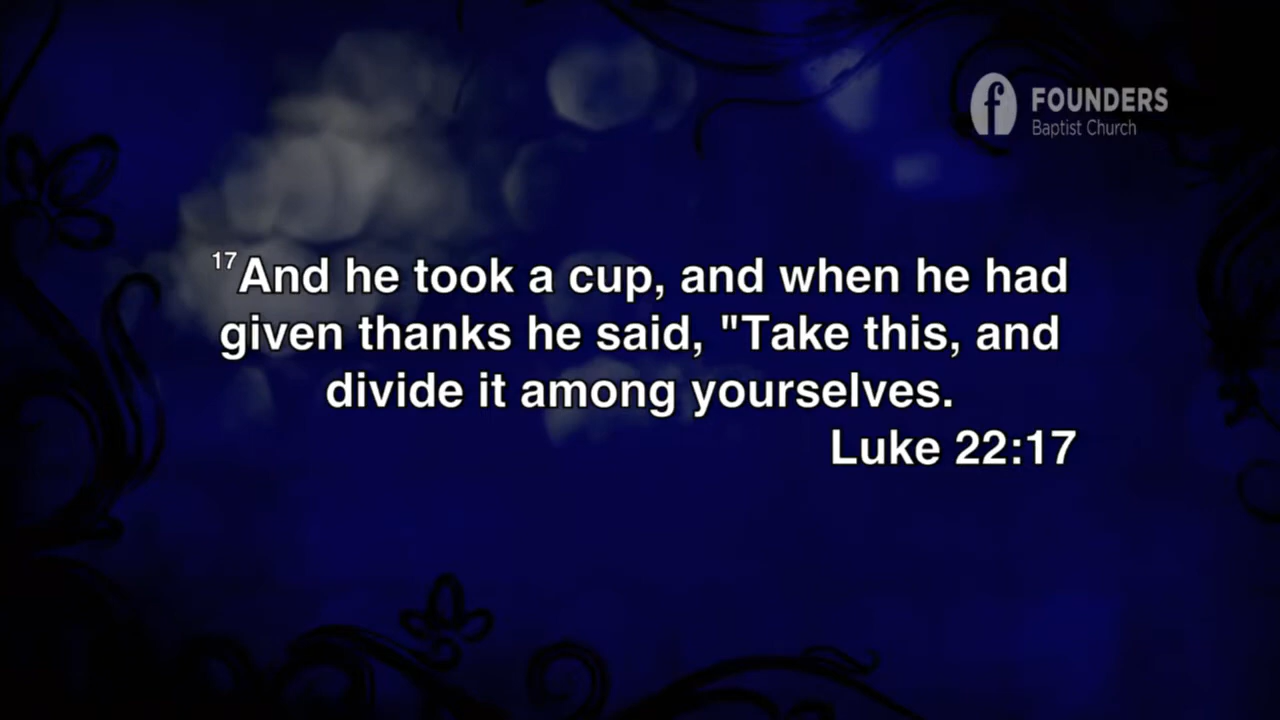 FOUNDERS
Baptist Church
17And he took a cup, and when he had
given thanks he said, "Take this, and
divide it among yourselves.
Luke 22:17